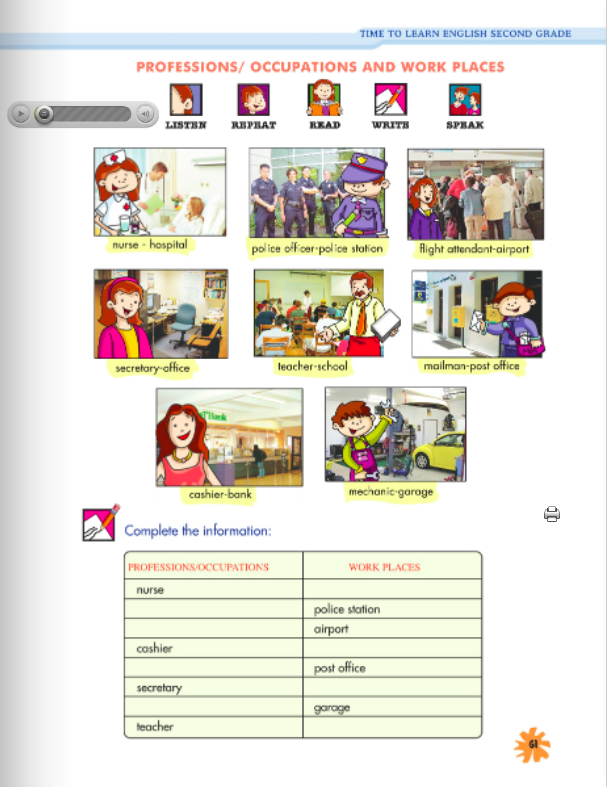 TIME TO LEARN ENGLISH SECOND GRADE
PROFESSIONS/ OCCUPATIONS AND WORK PLACES
LISTEN REPEAT READ WRITE SPEAK
nurse - hospital
police officer-police station
flight attendant-airport
secretary-office
teacher-school
mailman-post office
Bank
cashier-bank
mechanic-garage
Complete the information:
PROFESSIONS/OCCUPATIONS WORK PLACES
nurse
police station
airport
cashier
post office
secretary
garage
teacher
61